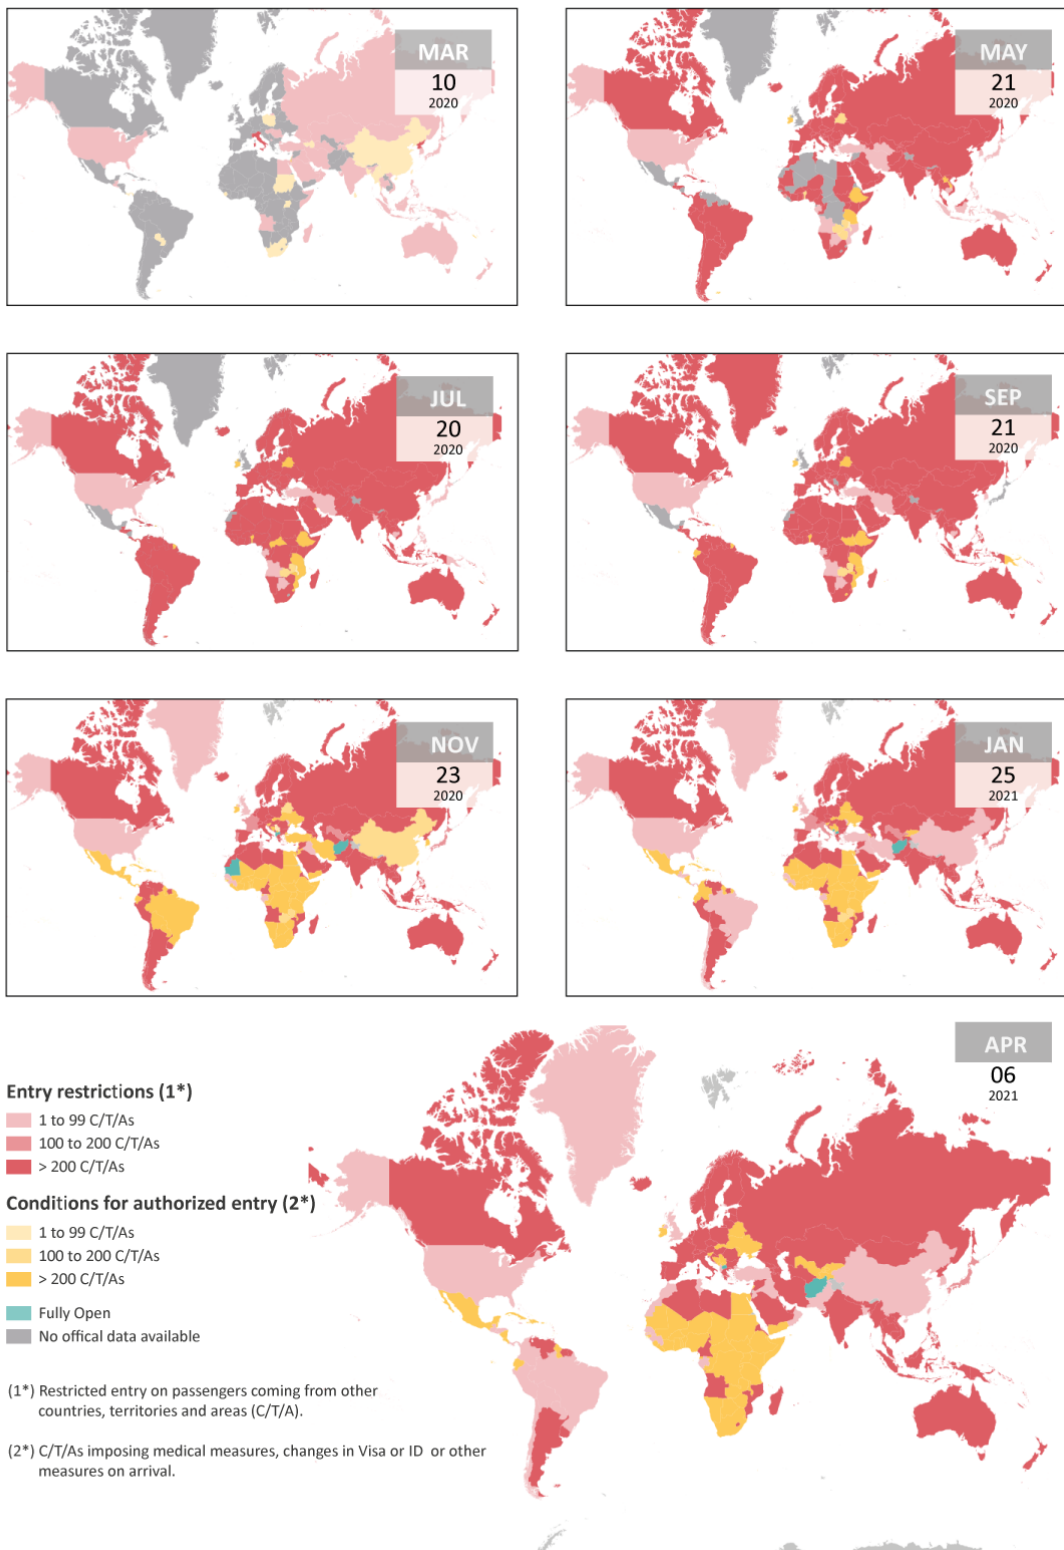 MAR
10
2020
MAY
21
2020
JUL
20
2020
SEP
21
2020
NOV
23
2020
JAN
25
2021
APR
06
2021
Entry restrictions (1*)
1 to 99 C/T/As
100 to 200 C/T/As
> 200 C/T/As
Conditions for authorized entry (2*)
1 to 99 C/T/As
100 to 200 C/T/As
> 200 C/T/As
Fully Open
No offical data available
(1*) Restricted entry on passengers coming from other
countries, territories and areas (C/T/A).
(2*) C/T/As imposing medical measures, changes in Visa or ID or other
measures on arrival.